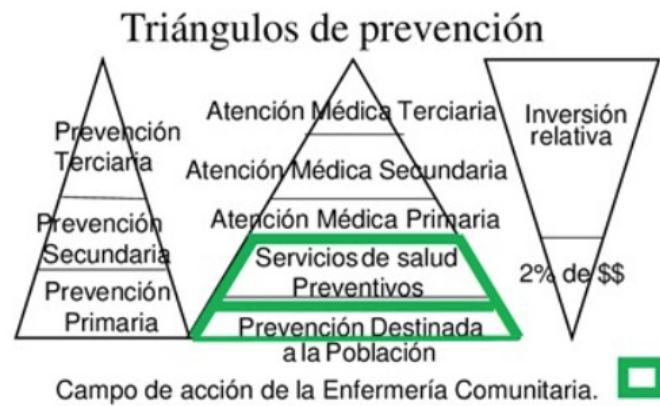 Triángulos de prevención
Prevención
Terciaria
Prevención
Secundaria
Prevención
Primaria
Atención Médica Terciaria
Atención Médica Secundaria
Atención Médica Primaria
Servicios de salud
Preventivos
Prevención Destinada
a la Población
Inversión
relativa
2% de $$
Campo de acción de la Enfermería Comunitaria.